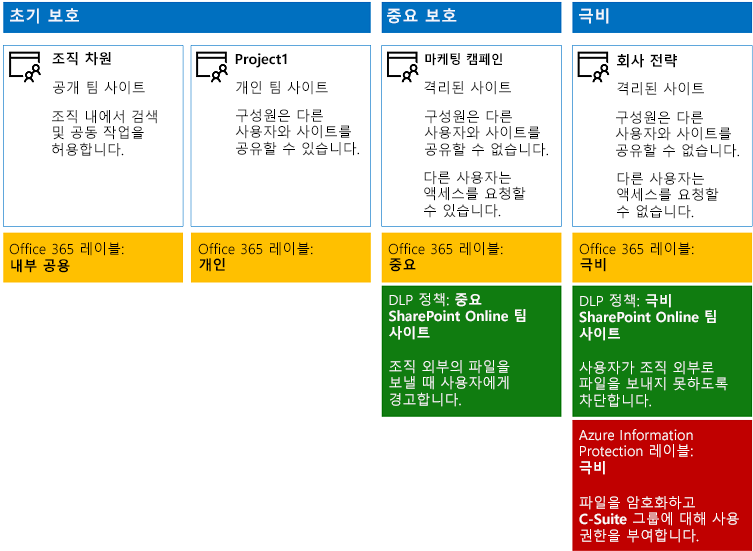 초기 보호
중요 보호
극비
조직 차원
공개 팀 사이트
조직 내에서 검색
및 공동 작업을
허용합니다.
Project1
개인 팀 사이트
구성원은 다른
사용자와 사이트를
공유할 수 있습니다.
마케팅 캠페인
격리된 사이트
구성원은 다른
사용자와 사이트를
공유할 수 없습니다.
다른 사용자는
액세스를 요청할
수 있습니다.
회사 전략
격리된 사이트
구성원은 다른
사용자와 사이트를
공유할 수 없습니다.
다른 사용자는
액세스를 요청할
수 없습니다.
Office 365 레이블:
내부 공용
Office 365 레이블:
개인
Office 365 레이블:
중요
Office 365 레이블:
극비
DLP 정책: 중요
SharePoint Online 팀
사이트
조직 외부의 파일을
보낼 때 사용자에게
경고합니다.
DLP 정책: 극비
SharePoint Online 팀
사이트
사용자가 조직 외부로
파일을 보내지 못하도록
차단합니다.
Azure Information
Protection 레이블:
극비
파일을 암호화하고
C-Suite 그룹에 대해 사용
권한을 부여합니다.